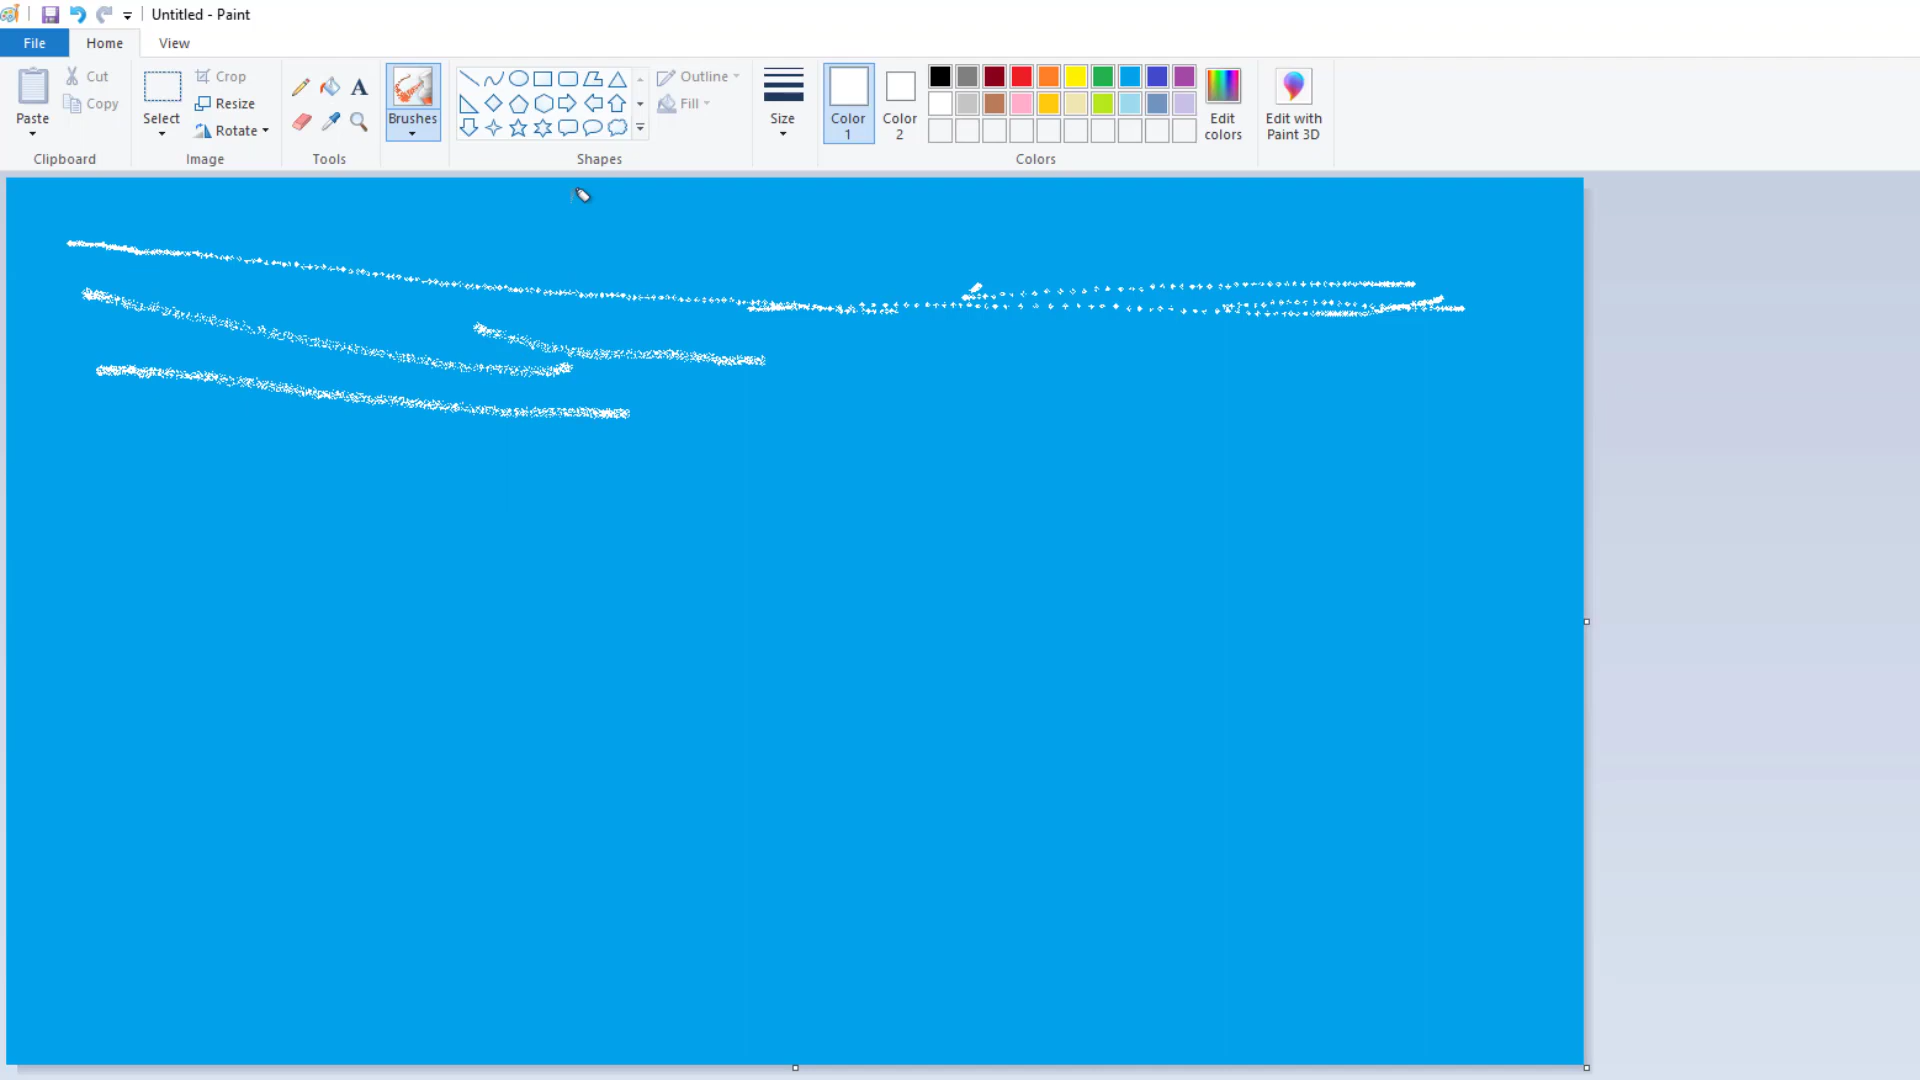 Untitled - Paint
File Home View
Paste Cut Copy Select Crop Resize Rotate A Brushes Outline Fill Size Color 1 Color 2 Edit colors Edit with Paint 3D
Clipboard Image Tools Shapes Colors